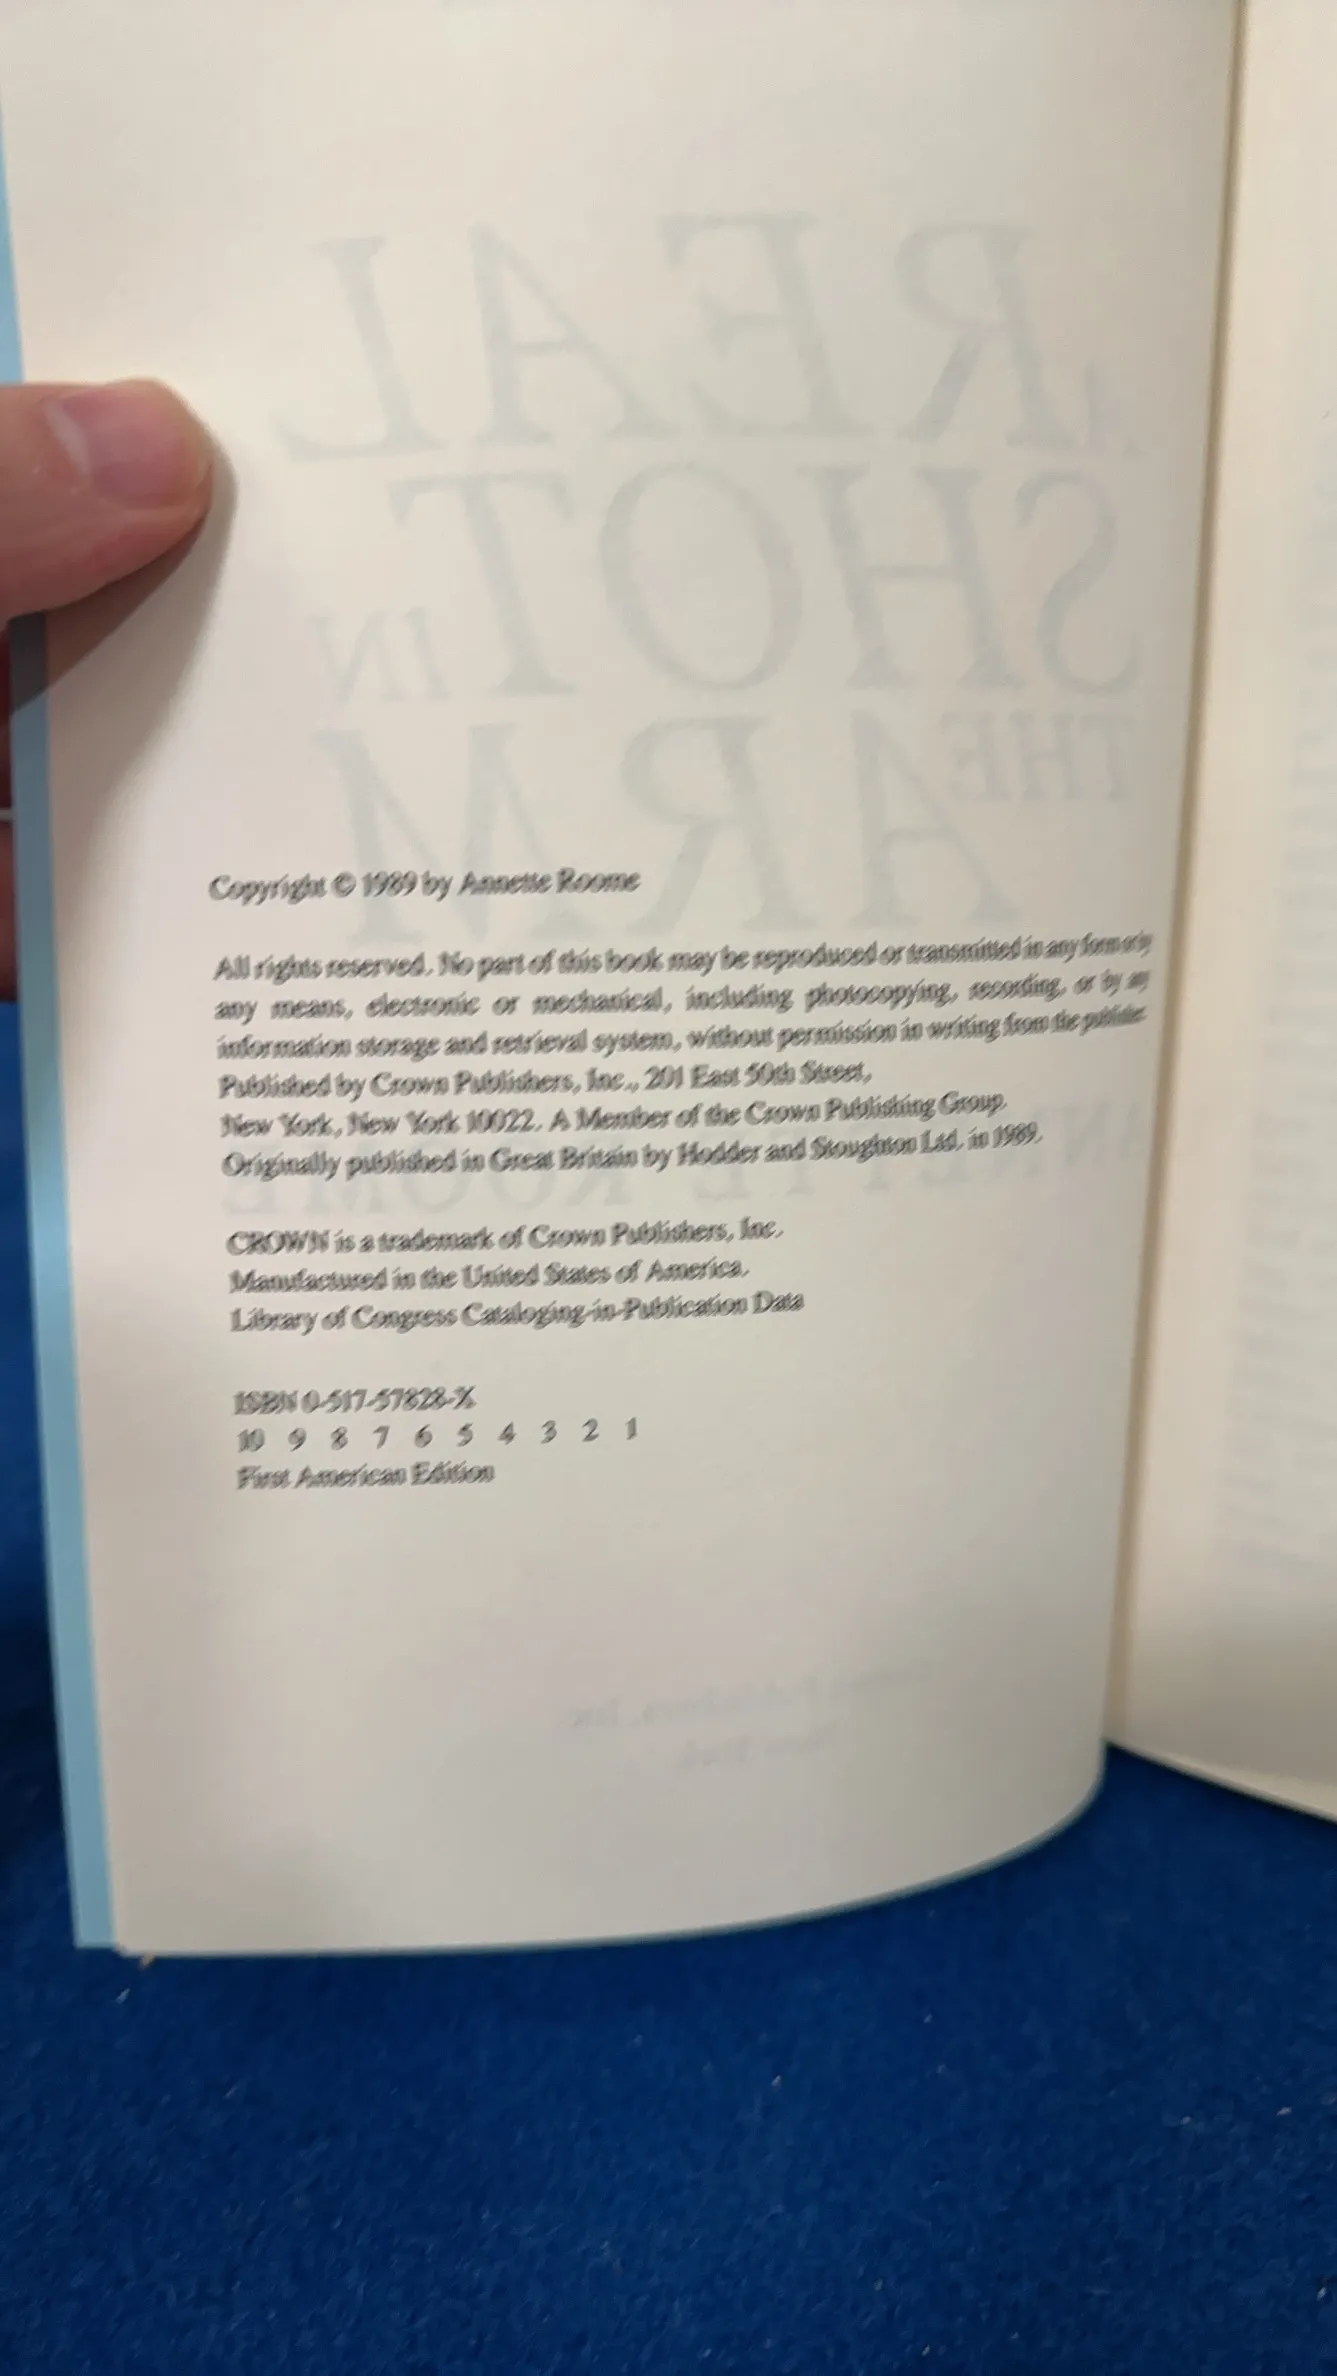 A REAL
SHOT IN
THE ARM
Copyright © 1989 by Annette Roome
All rights reserved. No part of this book may be reproduced or transmitted in any form or by
any means, electronic or mechanical, including photocopying, recording, or by any
information storage and retrieval system, without permission in writing from the publisher.
Published by Crown Publishers, Inc., 201 East 50th Street,
New York, New York 10022. A Member of the Crown Publishing Group.
Originally published in Great Britain by Hodder and Stoughton Ltd. in 1989.
CROWN is a trademark of Crown Publishers, Inc.
Manufactured in the United States of America.
Library of Congress Cataloging-in-Publication Data
ISBN 0-517-57828-X
10 9 8 7 6 5 4 3 2 1
First American Edition